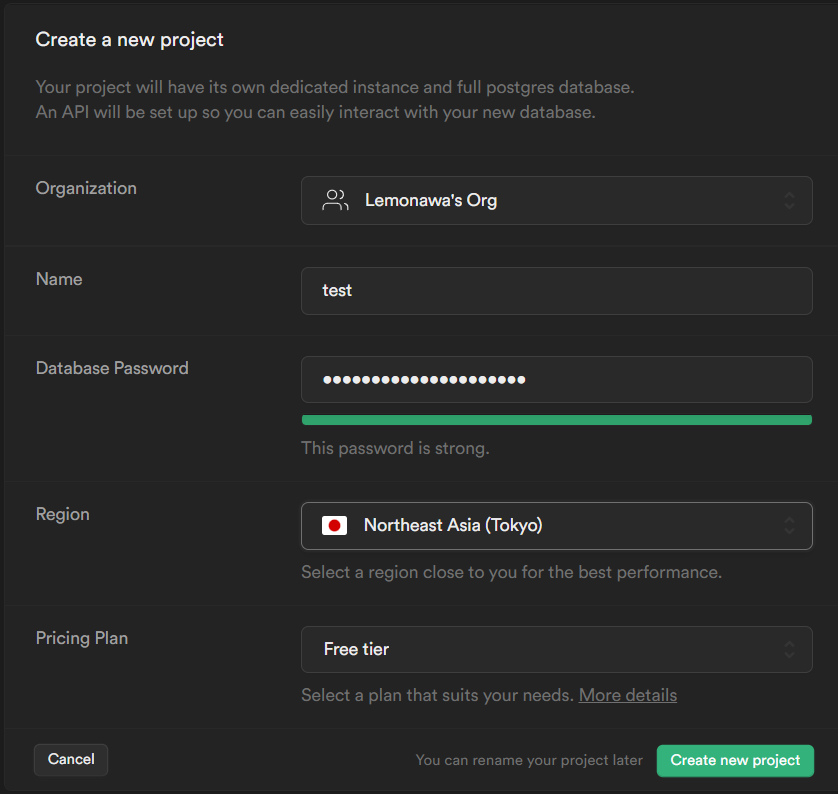 Create a new project
Your project will have its own dedicated instance and full postgres database.
An API will be set up so you can easily interact with your new database.
Organization
Lemonawa's Org
Name
test
Database Password
•••••••••••••••••••••
This password is strong.
Region
Northeast Asia (Tokyo)
Select a region close to you for the best performance.
Pricing Plan
Free tier
Select a plan that suits your needs. More details
Cancel
You can rename your project later
Create new project